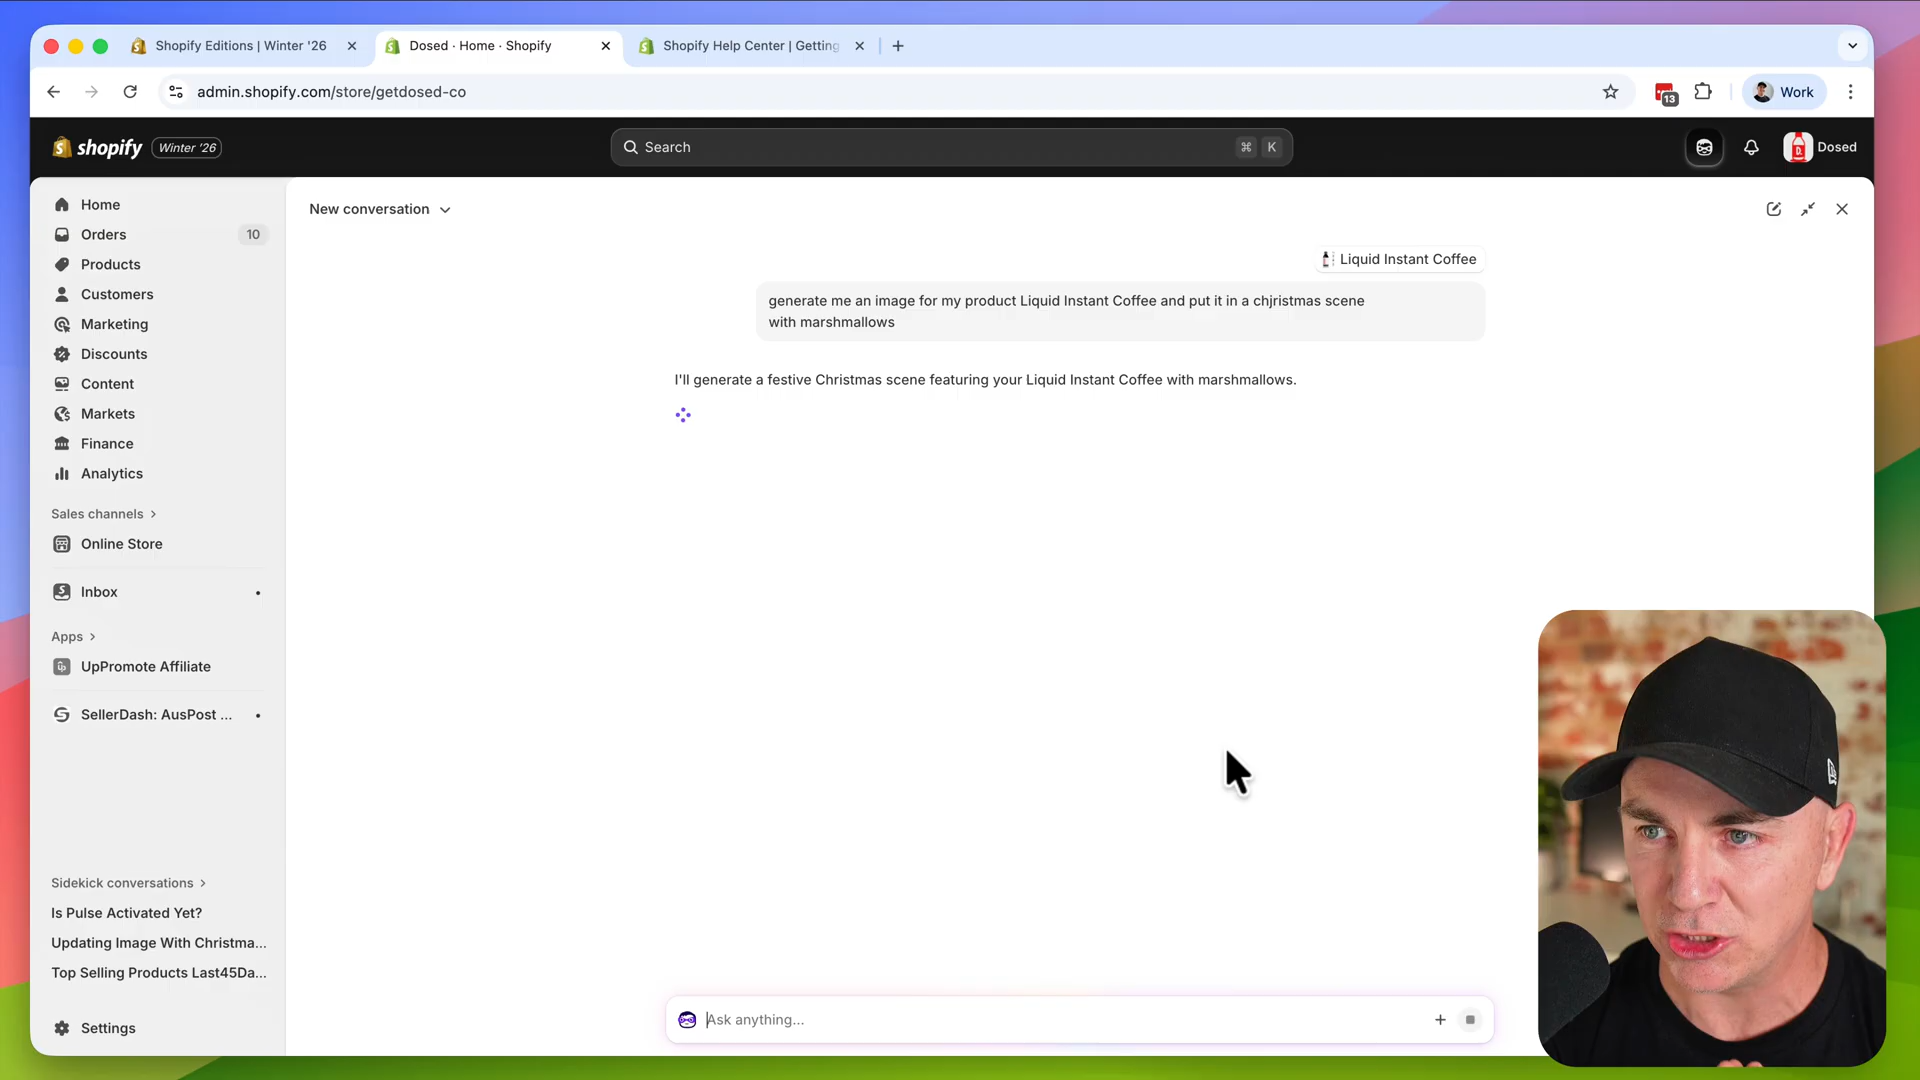 Shopify Editions | Winter '26
Dosed · Home · Shopify
Shopify Help Center | Getting
admin.shopify.com/store/getdosed-co
13
Work
shopify
Winter '26
Search
⌘ K
Dosed
Home
Orders 10
Products
Customers
Marketing
Discounts
Content
Markets
Finance
Analytics
Sales channels
Online Store
Inbox
Apps
UpPromote Affiliate
SellerDash: AusPost ...
Sidekick conversations
Is Pulse Activated Yet?
Updating Image With Christma...
Top Selling Products Last45Da...
Settings
New conversation
Liquid Instant Coffee
generate me an image for my product Liquid Instant Coffee and put it in a chjristmas scene
with marshmallows
I'll generate a festive Christmas scene featuring your Liquid Instant Coffee with marshmallows.
Ask anything...